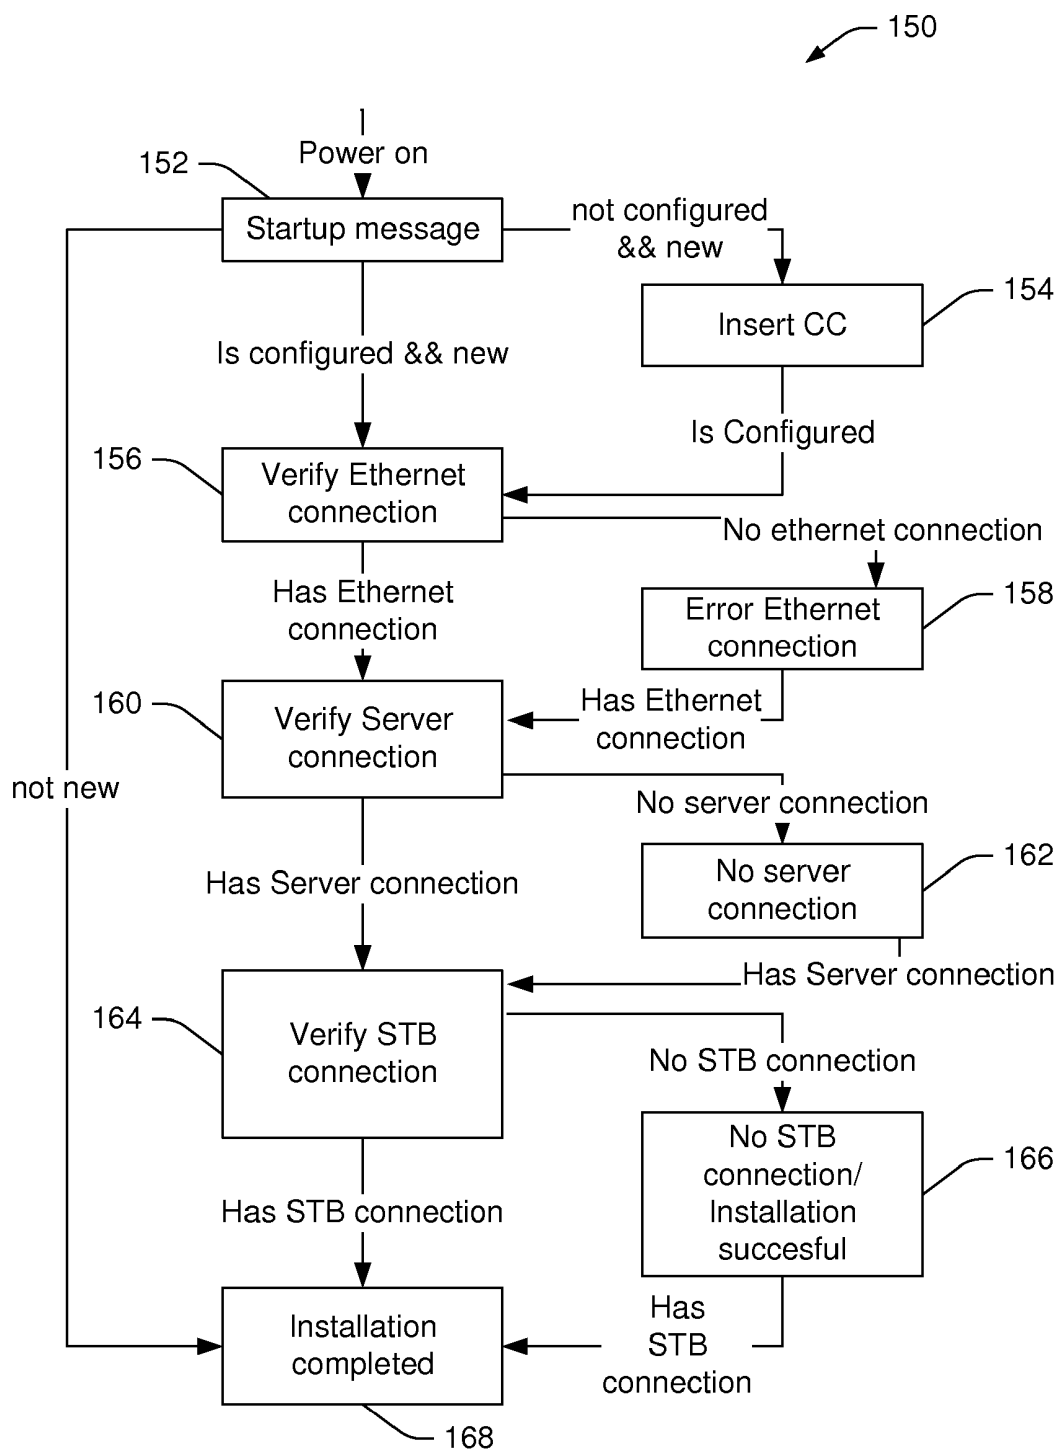 150
Power on
152
Startup message
not configured
&& new
154
Insert CC
Is configured && new
Is Configured
156
Verify Ethernet
connection
No ethernet connection
Has Ethernet
connection
158
Error Ethernet
connection
160
Verify Server
connection
Has Ethernet
connection
not new
No server connection
162
No server
connection
Has Server connection
Has Server connection
164
Verify STB
connection
No STB connection
166
No STB
connection/
Installation
succesful
Has STB connection
Has
STB
connection
Installation
completed
168